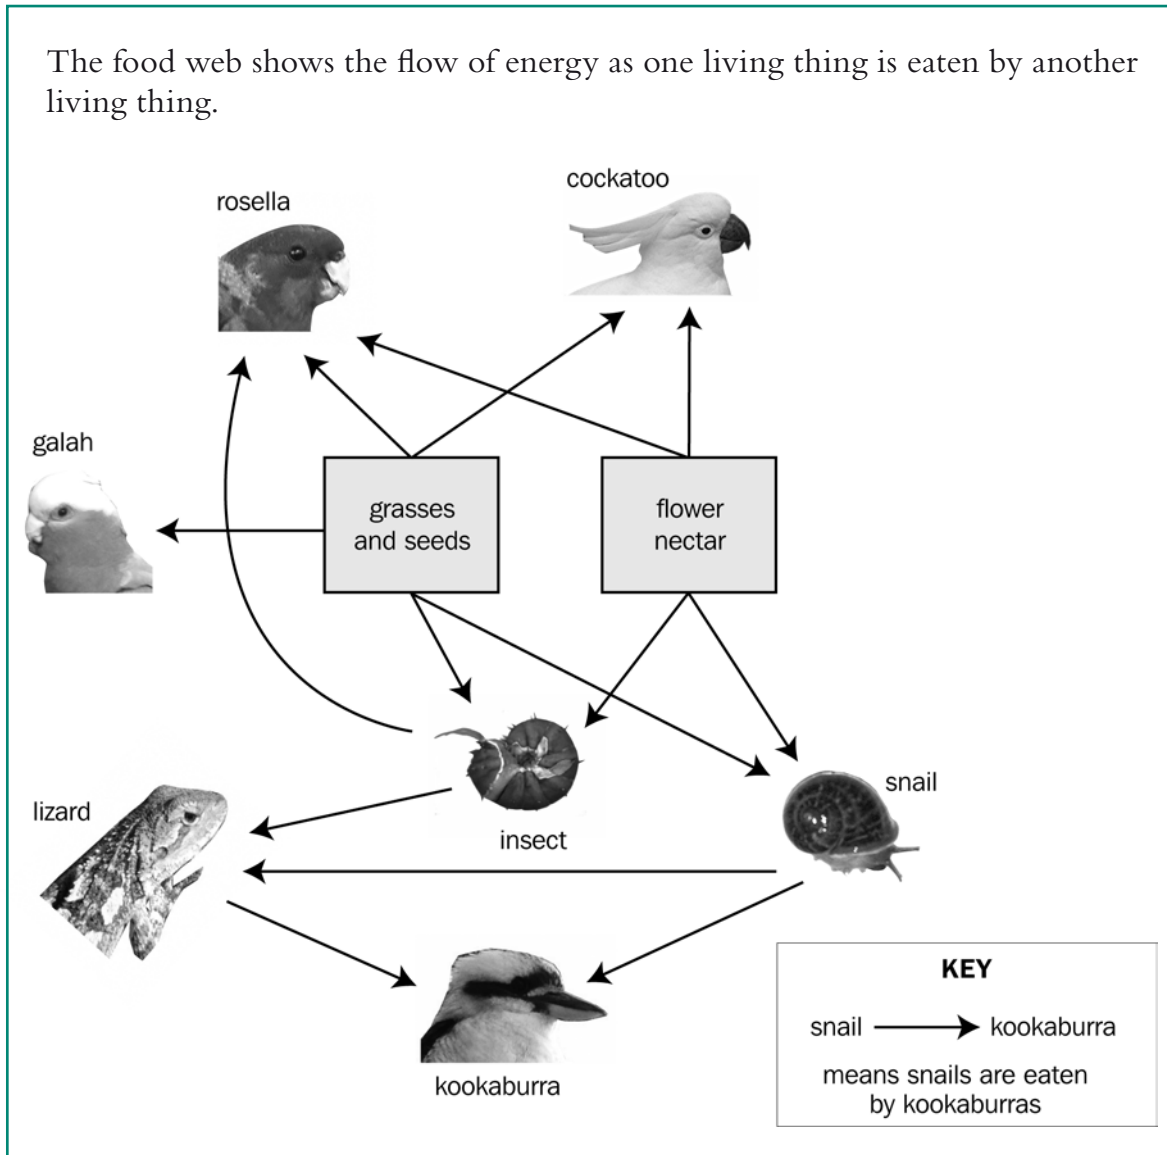 The food web shows the flow of energy as one living thing is eaten by another
living thing.
cockatoo
rosella
galah
grasses
and seeds
flower
nectar
lizard
insect
snail
kookaburra
KEY
snail kookaburra
means snails are eaten
by kookaburras